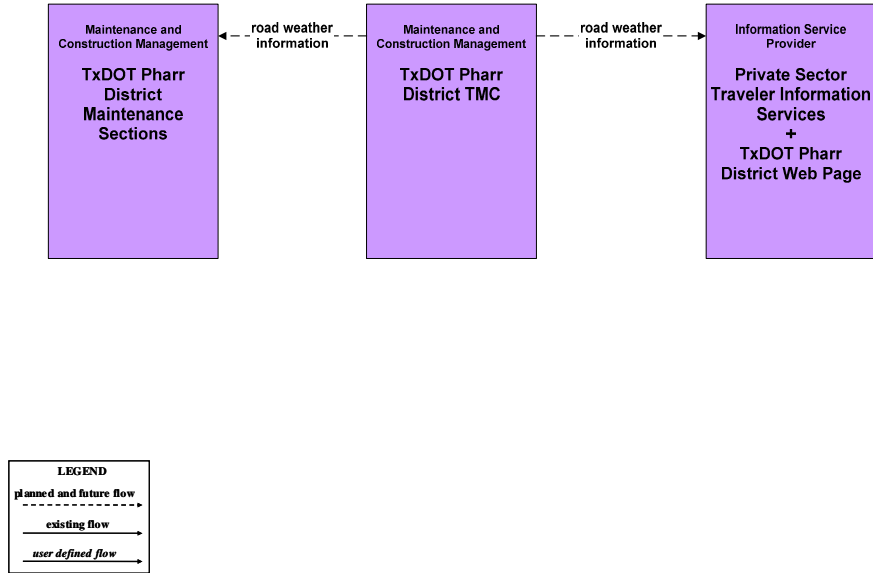 Maintenance and
Construction Management
TxDOT Pharr
District
Maintenance
Sections
road weather
information
Maintenance and
Construction Management
TxDOT Pharr
District TMC
road weather
information
Information Service
Provider
Private Sector
Traveler Information
Services
+
TxDOT Pharr
District Web Page
LEGEND
planned and future flow
existing flow
user defined flow